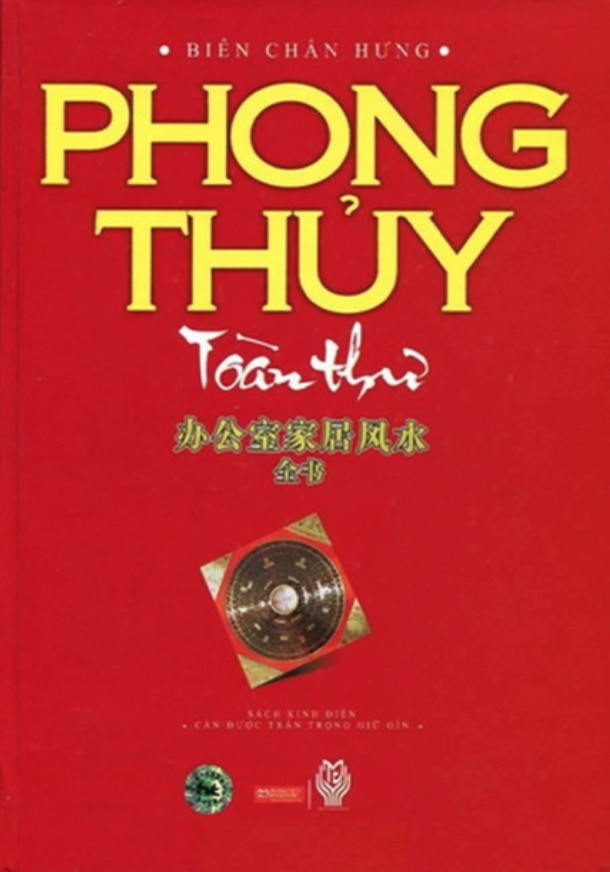 • BIÊN CHẤN HƯNG •
PHONG
THỦY
Toàn thư
办公室家居风水
全书
SÁCH KINH ĐIỂN
- CẦN ĐƯỢC TRÂN TRỌNG GIỮ GÌN -